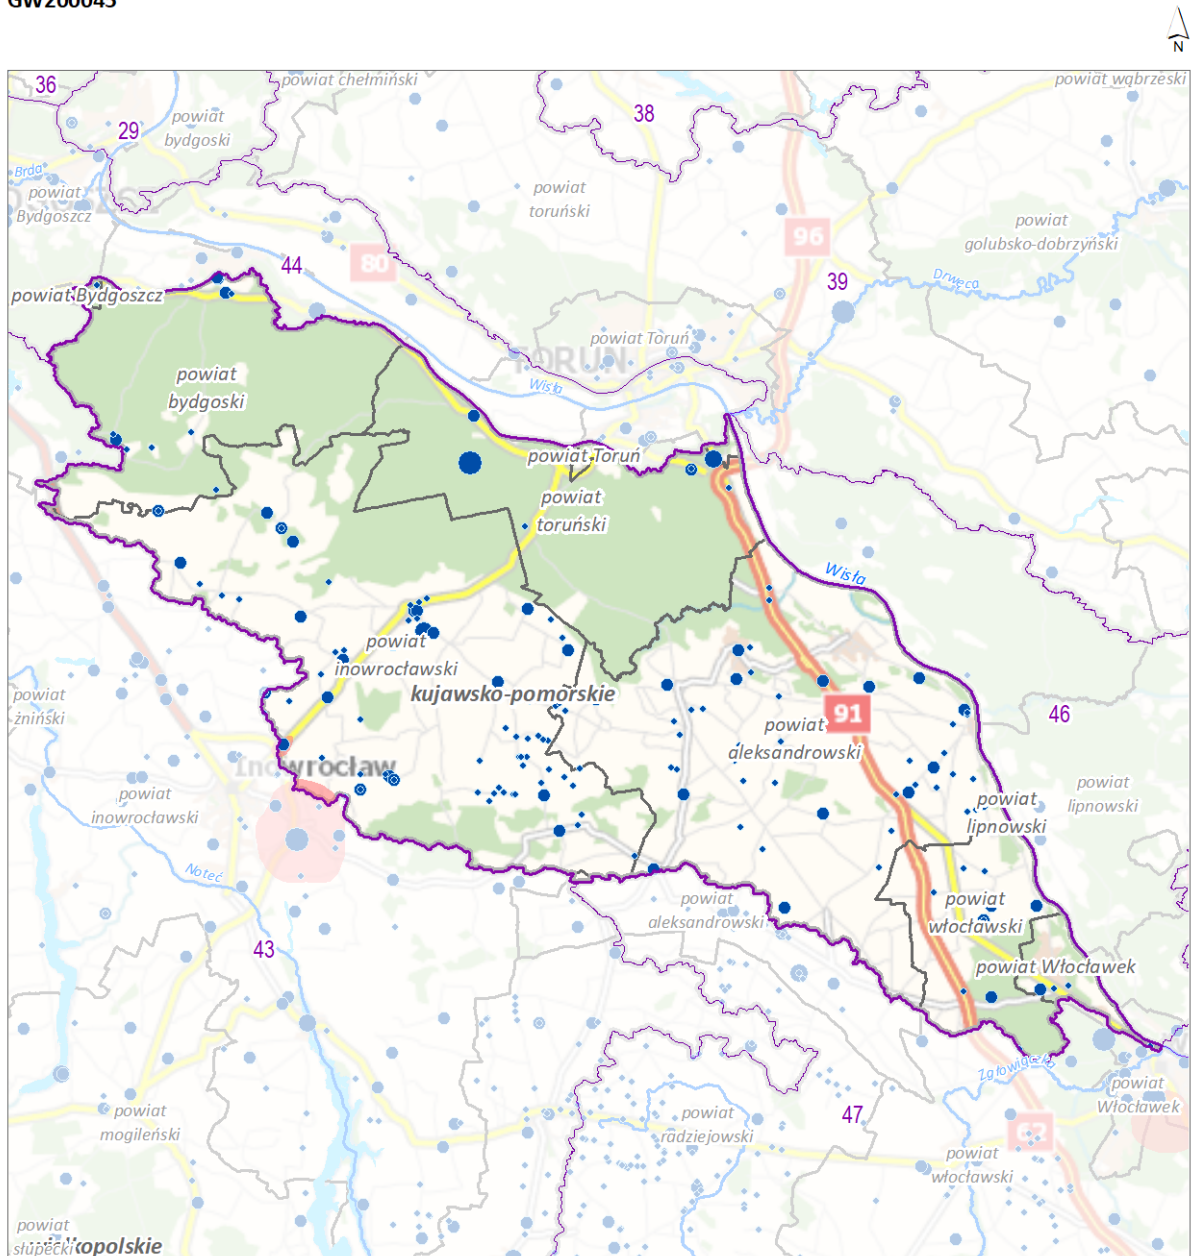 GW200045
N
36
powiat chełmiński
powiat wąbrzeski
29
powiat
bydgoski
38
Brda
powiat
Bydgoszcz
powiat
toruński
powiat
golubsko-dobrzyński
96
80
44
39
Drwęca
powiat Bydgoszcz
powiat Toruń
TORUŃ
Wisła
powiat
bydgoski
powiat Toruń
powiat
toruński
Wisła
powiat
inowrocławski
kujawsko-pomorskie
powiat
żniński
91
46
powiat
aleksandrowski
Inowrocław
powiat
inowrocławski
powiat
lipnowski
powiat
lipnowski
Noteć
powiat
aleksandrowski
powiat
włocławski
43
powiat Włocławek
Zgłowiączka
powiat
Włocławek
powiat
mogileński
47
powiat
radziejowski
62
powiat
włocławski
powiat
słupecki
wielkopolskie